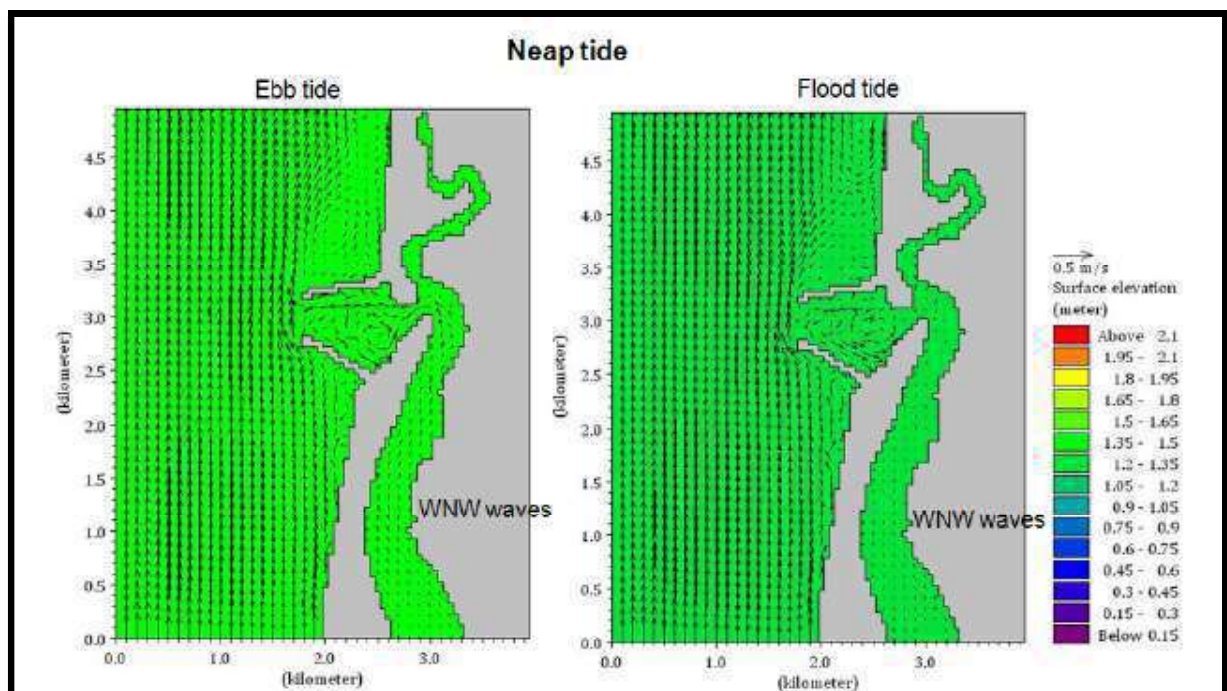 Neap tide
Ebb tide
Flood tide
4.5
4.0
3.5
3.0
2.5
2.0
1.5
1.0
0.5
0.0
(kilometer)
0.0 1.0 2.0 3.0
(kilometer)
WNW waves
4.5
4.0
3.5
3.0
2.5
2.0
1.5
1.0
0.5
0.0
(kilometer)
0.0 1.0 2.0 3.0
(kilometer)
WNW waves
0.5 m/s
Surface elevation
(meter)
Above 2.1
1.95 - 2.1
1.8 - 1.95
1.65 - 1.8
1.5 - 1.65
1.35 - 1.5
1.2 - 1.35
1.05 - 1.2
0.9 - 1.05
0.75 - 0.9
0.6 - 0.75
0.45 - 0.6
0.3 - 0.45
0.15 - 0.3
Below 0.15